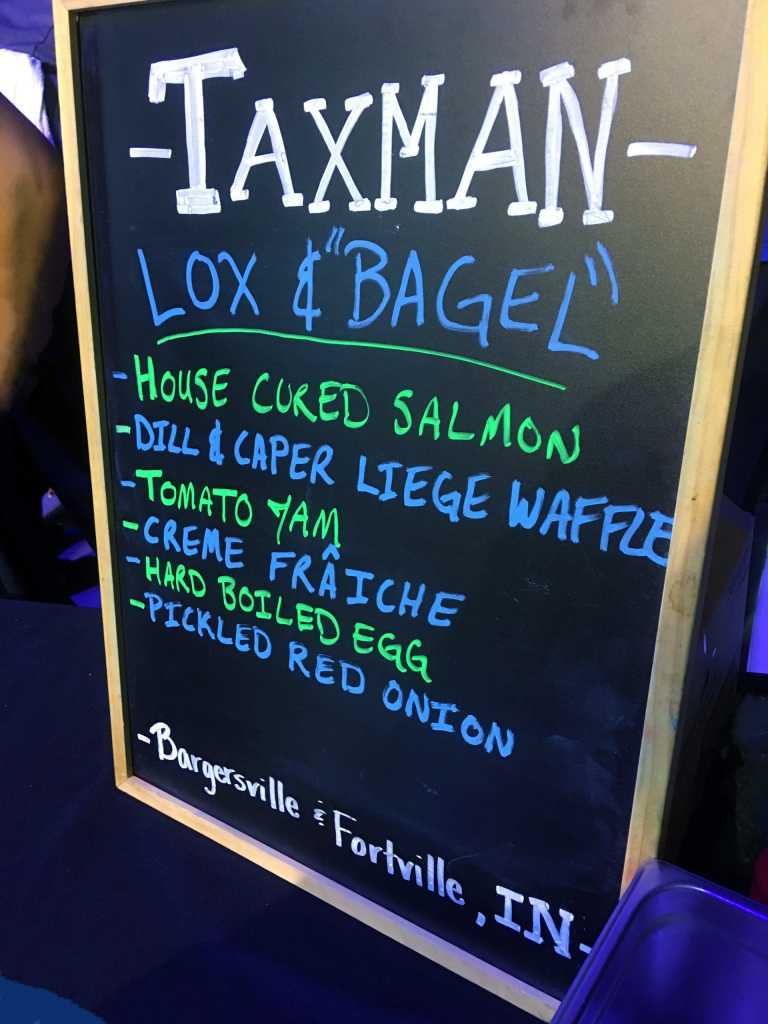 -TAXMAN-
LOX & "BAGEL"
-HOUSE CURED SALMON
-DILL & CAPER LIEGE WAFFLE
-TOMATO JAM
-CREME FRÂICHE
-HARD BOILED EGG
-PICKLED RED ONION
-Bargersville & Fortville, IN-